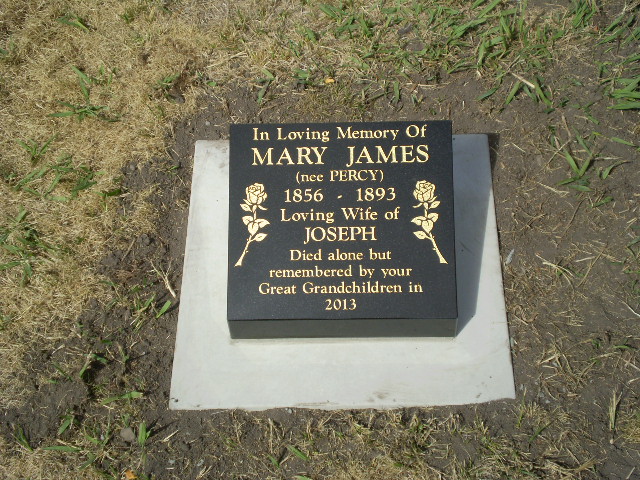 In Loving Memory Of
MARY JAMES
(nee PERCY)
1856 - 1893
Loving Wife of
JOSEPH
Died alone but
remembered by your
Great Grandchildren in
2013